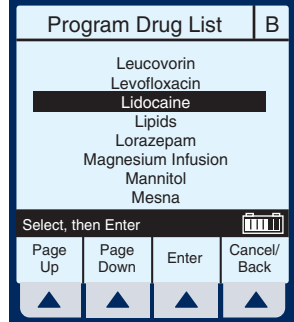 Program Drug List B
Leucovorin
Levofloxacin
Lidocaine
Lipids
Lorazepam
Magnesium Infusion
Mannitol
Mesna
Select, then Enter
Page Up
Page Down
Enter
Cancel/ Back